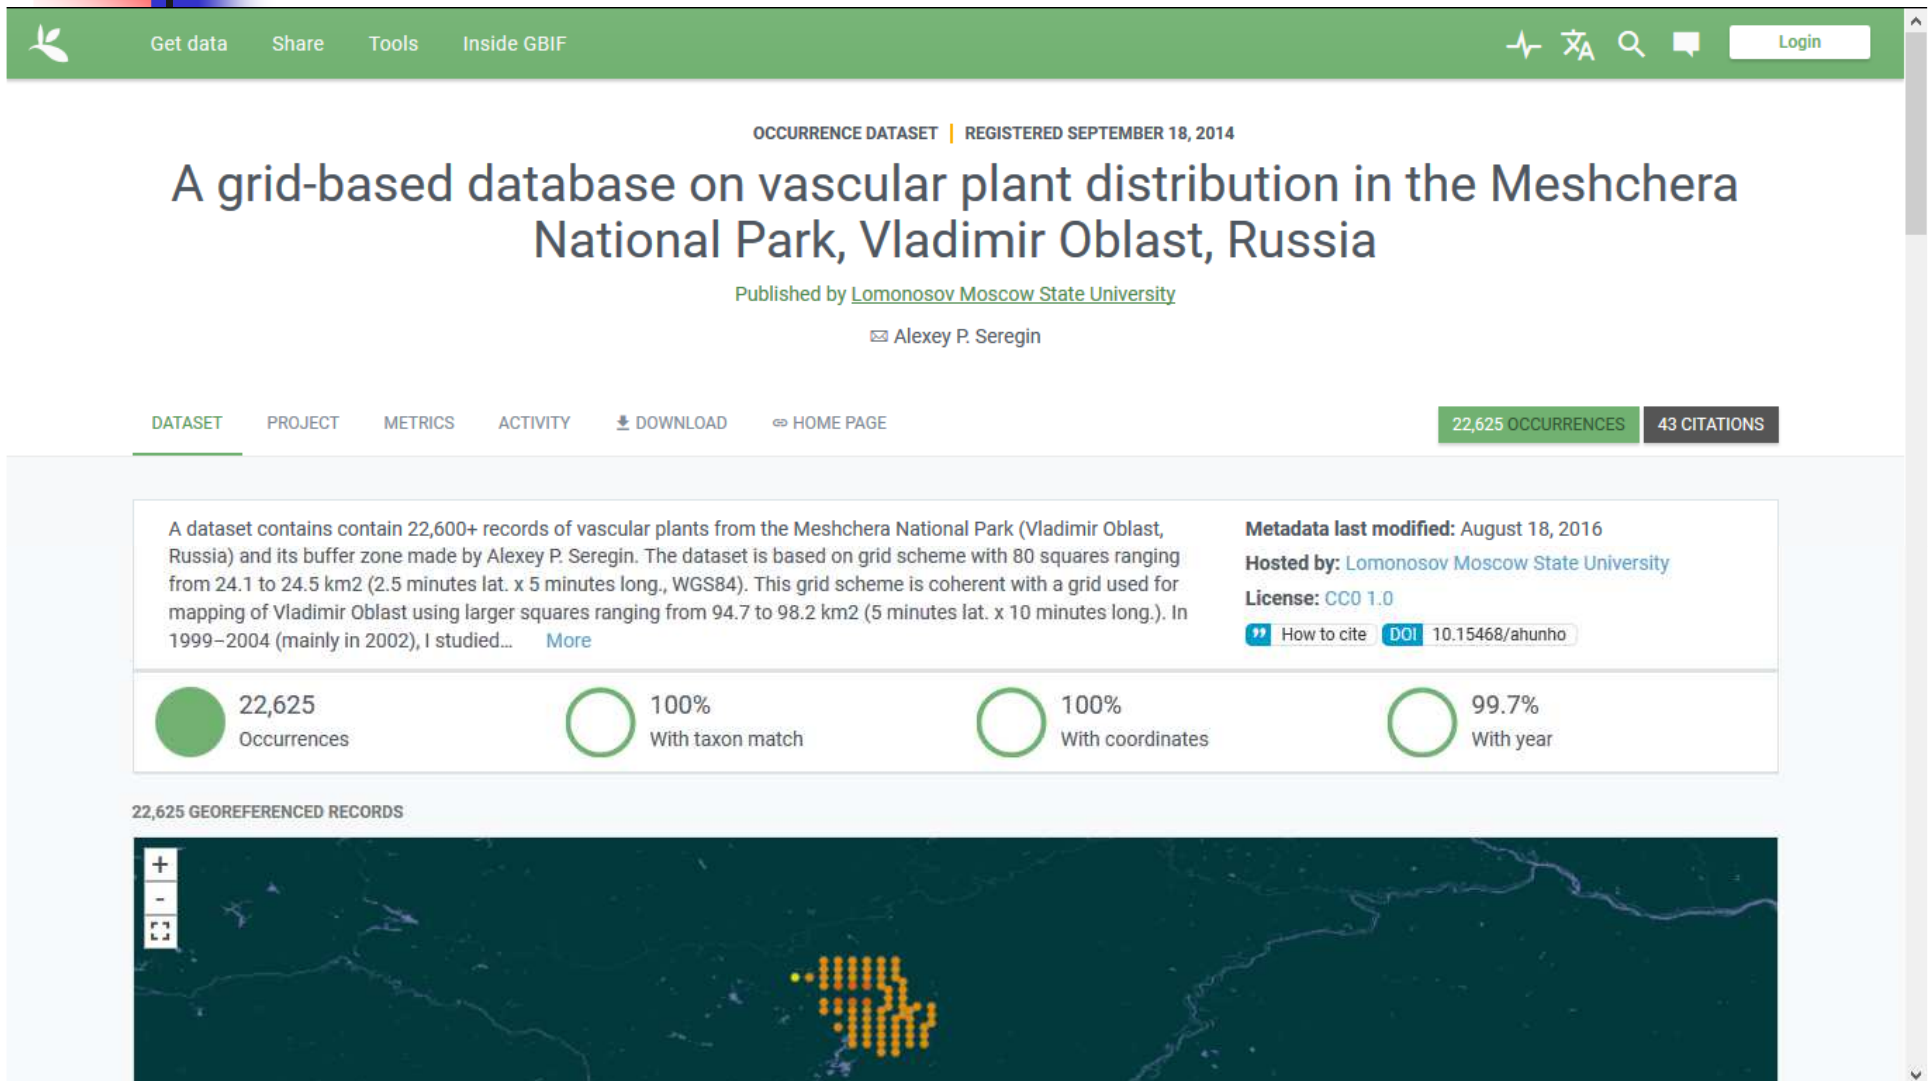 Get data Share Tools Inside GBIF Login
OCCURRENCE DATASET | REGISTERED SEPTEMBER 18, 2014
A grid-based database on vascular plant distribution in the Meshchera
National Park, Vladimir Oblast, Russia
Published by Lomonosov Moscow State University
Alexey P. Seregin
DATASET PROJECT METRICS ACTIVITY DOWNLOAD HOME PAGE 22,625 OCCURRENCES 43 CITATIONS
A dataset contains contain 22,600+ records of vascular plants from the Meshchera National Park (Vladimir Oblast,
Russia) and its buffer zone made by Alexey P. Seregin. The dataset is based on grid scheme with 80 squares ranging
from 24.1 to 24.5 km2 (2.5 minutes lat. x 5 minutes long., WGS84). This grid scheme is coherent with a grid used for
mapping of Vladimir Oblast using larger squares ranging from 94.7 to 98.2 km2 (5 minutes lat. x 10 minutes long.). In
1999–2004 (mainly in 2002), I studied... More
Metadata last modified: August 18, 2016
Hosted by: Lomonosov Moscow State University
License: CC0 1.0
How to cite DOI 10.15468/ahunho
22,625
Occurrences
100%
With taxon match
100%
With coordinates
99.7%
With year
22,625 GEOREFERENCED RECORDS
+
-